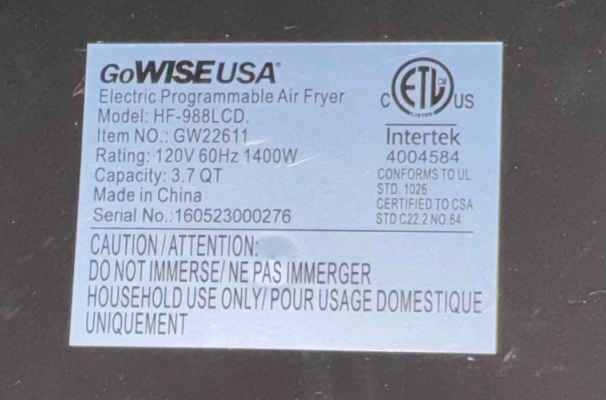 GoWISEUSA®
Electric Programmable Air Fryer
Model: HF-988LCD.
Item NO.: GW22611
Rating: 120V 60Hz 1400W
Capacity: 3.7 QT
Made in China
Serial No.:160523000276
C ETL US
LISTED
Intertek
4004584
CONFORMS TO UL
STD. 1026
CERTIFIED TO CSA
STD C22.2 NO.64
CAUTION/ATTENTION:
DO NOT IMMERSE/ NE PAS IMMERGER
HOUSEHOLD USE ONLY/ POUR USAGE DOMESTIQUE
UNIQUEMENT